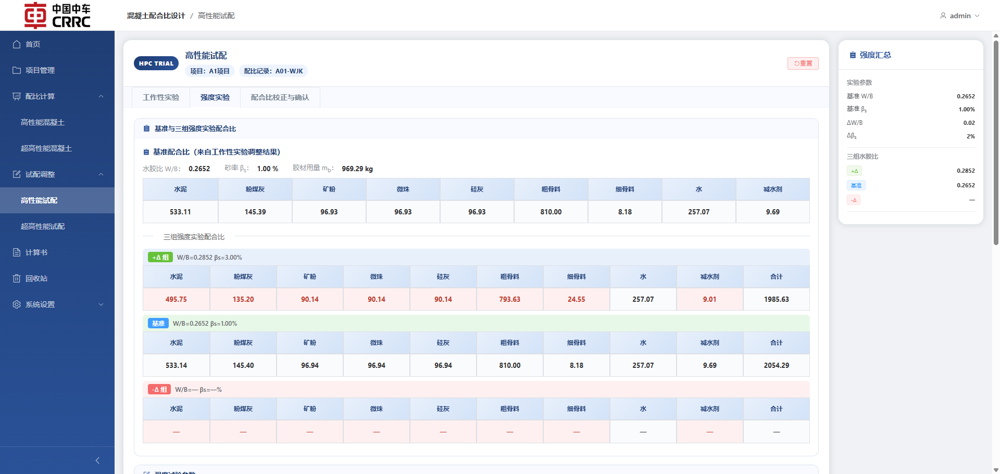 中国中车
CRRC
混凝土配合比设计 / 高性能试配
admin
首页
项目管理
配比计算
高性能混凝土
超高性能混凝土
试配调整
高性能试配
超高性能试配
计算书
回收站
系统设置
HPC TRIAL
高性能试配
项目：A1项目 配比记录：A01-WJK
重置
工作性实验 强度实验 配合比校正与确认
基准与三组强度实验配合比
基准配合比（来自工作性实验调整结果）
水胶比 W/B： 0.2652 砂率 βs： 1.00 % 胶材用量 mb： 969.29 kg
水泥 粉煤灰 矿粉 微珠 硅灰 粗骨料 细骨料 水 减水剂
533.11 145.39 96.93 96.93 96.93 810.00 8.18 257.07 9.69
三组强度实验配合比
+Δ 组 W/B=0.2852 βs=3.00%
水泥 粉煤灰 矿粉 微珠 硅灰 粗骨料 细骨料 水 减水剂 合计
495.75 135.20 90.14 90.14 90.14 793.63 24.55 257.07 9.01 1985.63
基准 W/B=0.2652 βs=1.00%
水泥 粉煤灰 矿粉 微珠 硅灰 粗骨料 细骨料 水 减水剂 合计
533.14 145.40 96.94 96.94 96.94 810.00 8.18 257.07 9.69 2054.29
-Δ 组 W/B=— βs=—%
水泥 粉煤灰 矿粉 微珠 硅灰 粗骨料 细骨料 水 减水剂 合计
— — — — — — — — — —
强度试验参数
强度汇总
实验参数
基准 W/B 0.2652
基准 βs 1.00%
ΔW/B 0.02
Δβs 2%
三组水胶比
+Δ 0.2852
基准 0.2652
-Δ —